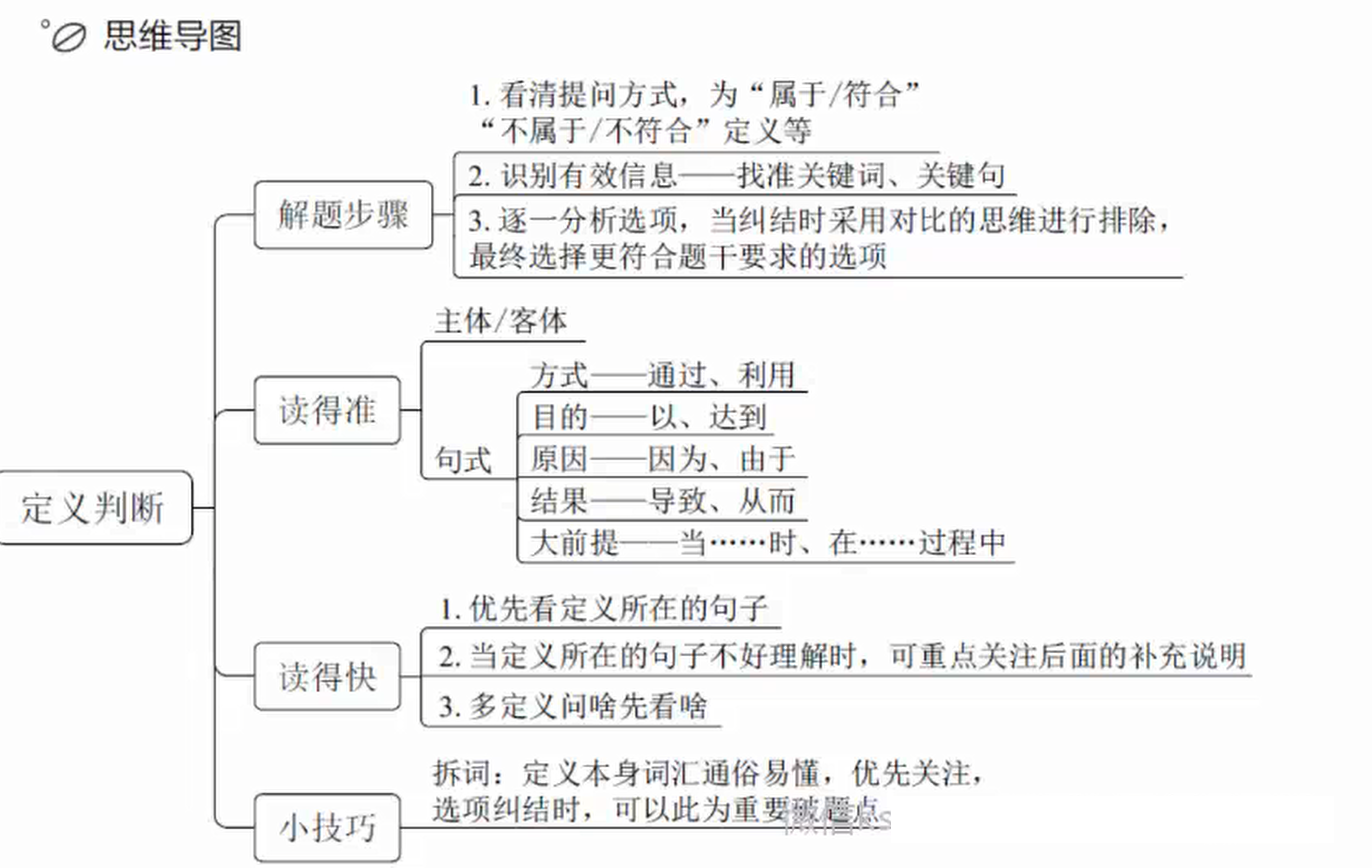 思维导图
定义判断
解题步骤
1. 看清提问方式，为“属于/符合”
“不属于/不符合”定义等
2. 识别有效信息——找准关键词、关键句
3. 逐一分析选项，当纠结时采用对比的思维进行排除，
最终选择更符合题干要求的选项
读得准
主体/客体
句式
方式——通过、利用
目的——以、达到
原因——因为、由于
结果——导致、从而
大前提——当……时、在……过程中
读得快
1. 优先看定义所在的句子
2. 当定义所在的句子不好理解时，可重点关注后面的补充说明
3. 多定义问啥先看啥
小技巧
拆词：定义本身词汇通俗易懂，优先关注，
选项纠结时，可以此为重要破题点